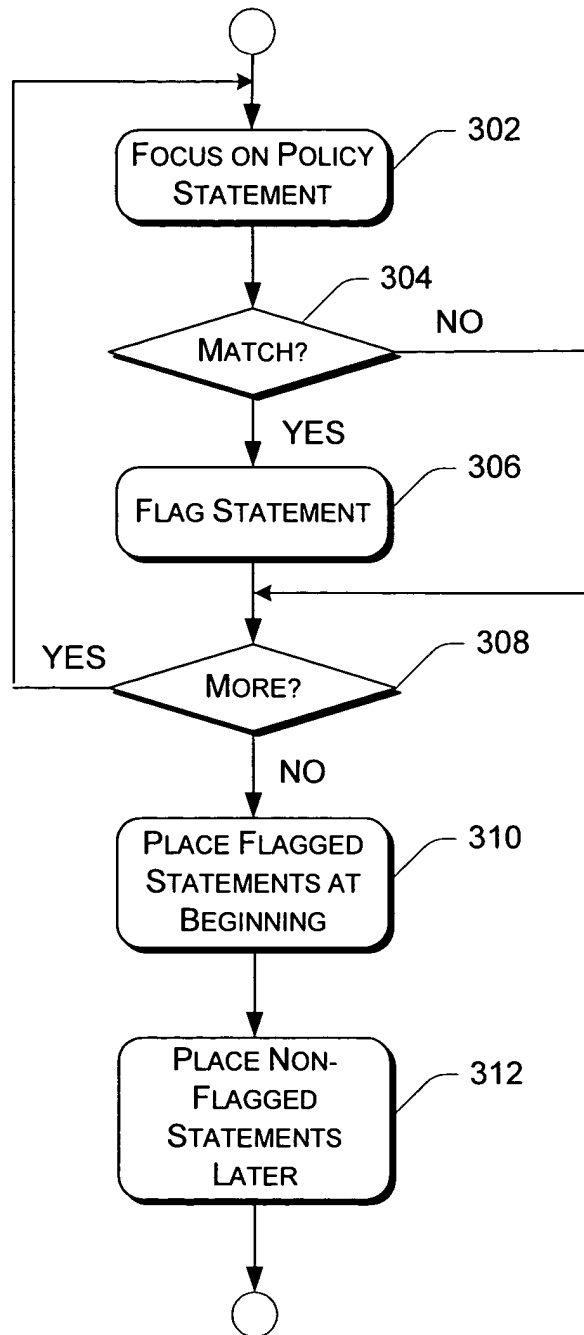 FOCUS ON POLICY
STATEMENT
302
304
MATCH?
NO
YES
FLAG STATEMENT
306
YES
MORE?
308
NO
PLACE FLAGGED
STATEMENTS AT
BEGINNING
310
PLACE NON-
FLAGGED
STATEMENTS
LATER
312